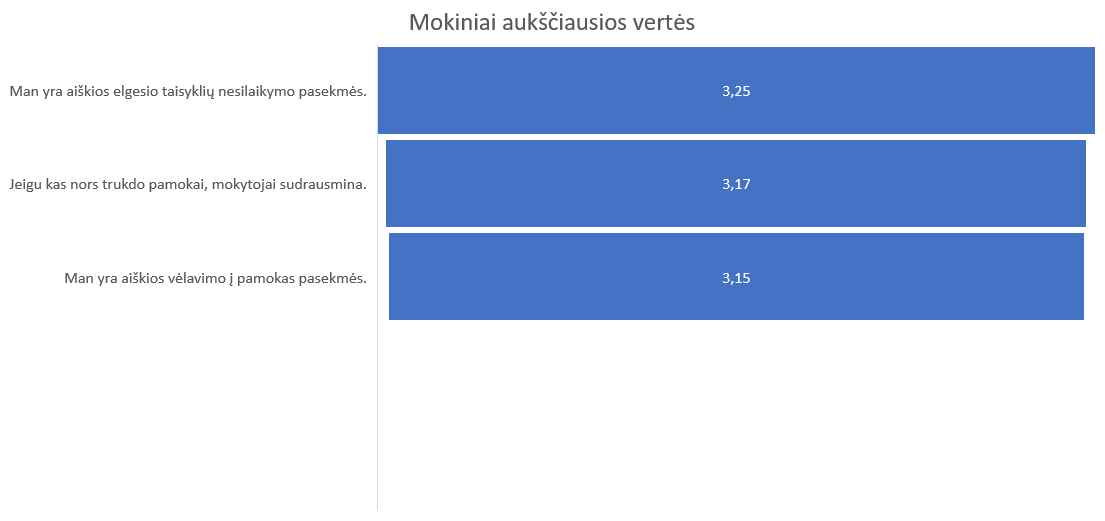 Mokiniai aukščiausios vertės
Man yra aiškios elgesio taisyklių nesilaikymo pasekmės.
3,25
Jeigu kas nors trukdo pamokai, mokytojai sudrausmina.
3,17
Man yra aiškios vėlavimo į pamokas pasekmės.
3,15